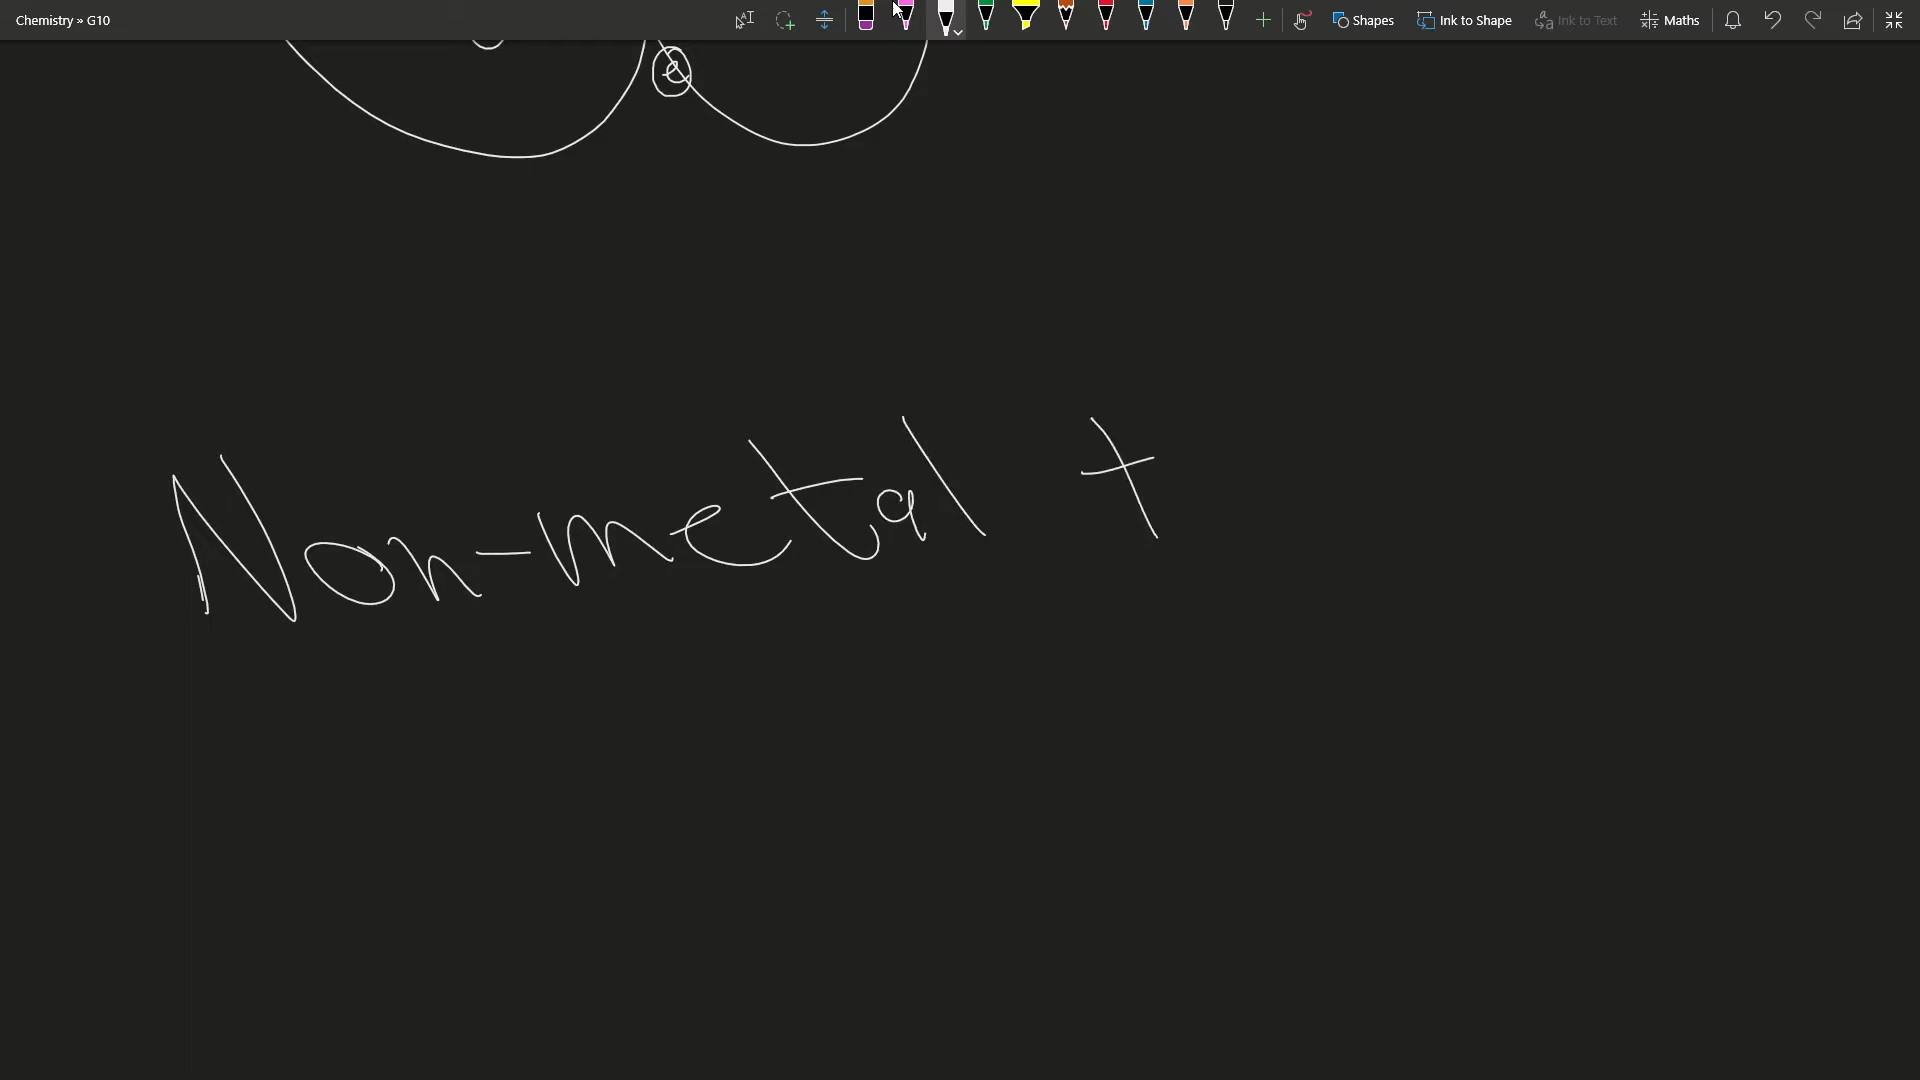 Chemistry » G10
Shapes
Ink to Shape
Ink to Text
Maths
e
Non-metal +